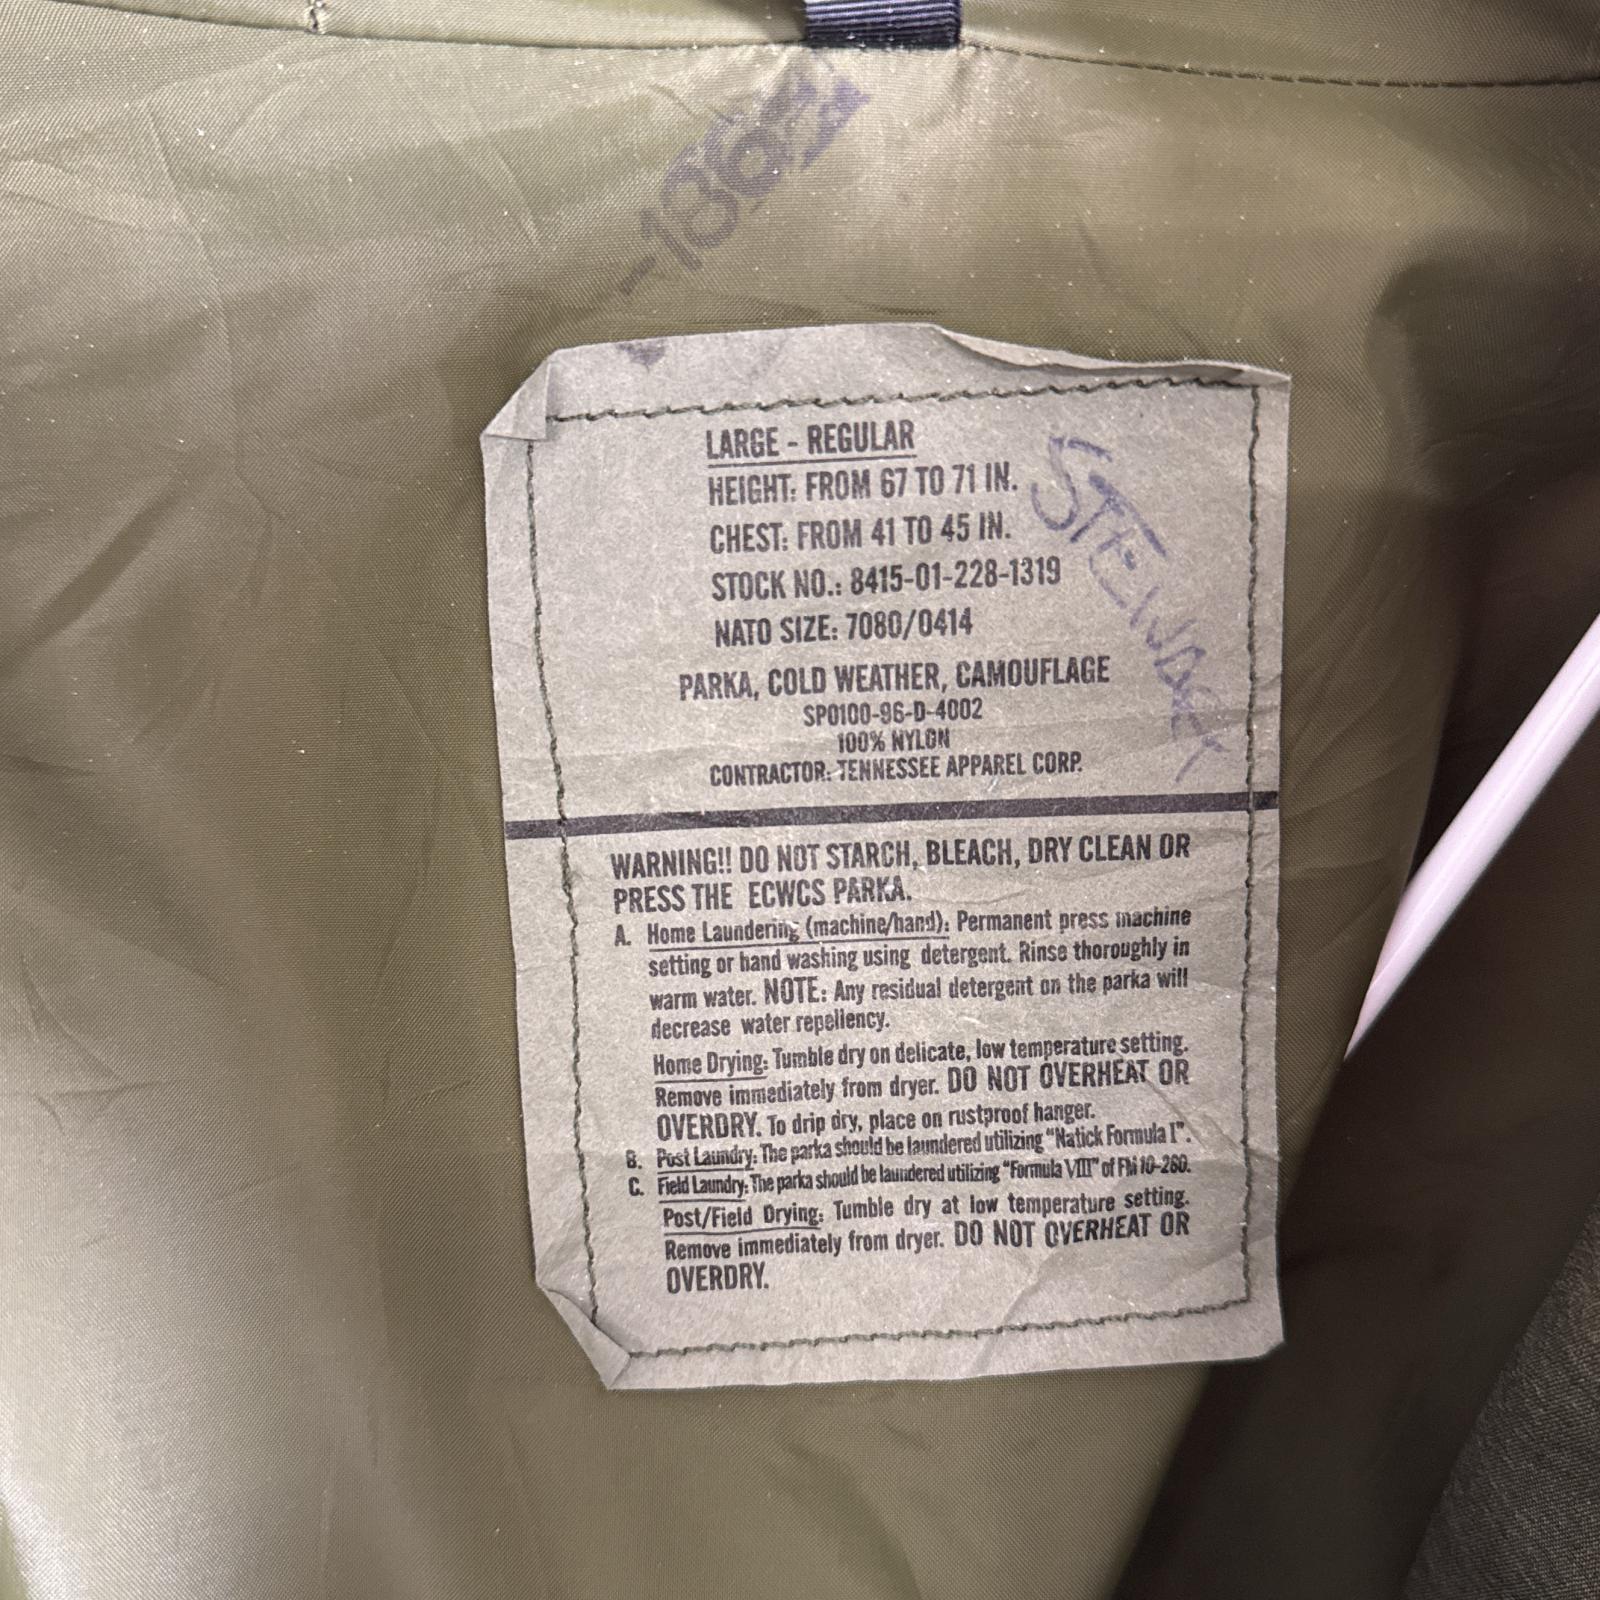 LARGE - REGULAR
HEIGHT: FROM 67 TO 71 IN.
CHEST: FROM 41 TO 45 IN.
STOCK NO.: 8415-01-228-1319
NATO SIZE: 7080/0414
PARKA, COLD WEATHER, CAMOUFLAGE
SP0100-96-D-4002
100% NYLON
CONTRACTOR: TENNESSEE APPAREL CORP.
WARNING!! DO NOT STARCH, BLEACH, DRY CLEAN OR
PRESS THE ECWCS PARKA.
A. Home Laundering (machine/hand): Permanent press machine
setting or hand washing using detergent. Rinse thoroughly in
warm water. NOTE: Any residual detergent on the parka will
decrease water repellency.
Home Drying: Tumble dry on delicate, low temperature setting.
Remove immediately from dryer. DO NOT OVERHEAT OR
OVERDRY. To drip dry, place on rustproof hanger.
B. Post Laundry: The parka should be laundered utilizing "Natick Formula I".
C. Field Laundry: The parka should be laundered utilizing "Formula VIII" of FM 10-280.
Post/Field Drying: Tumble dry at low temperature setting.
Remove immediately from dryer. DO NOT OVERHEAT OR
OVERDRY.